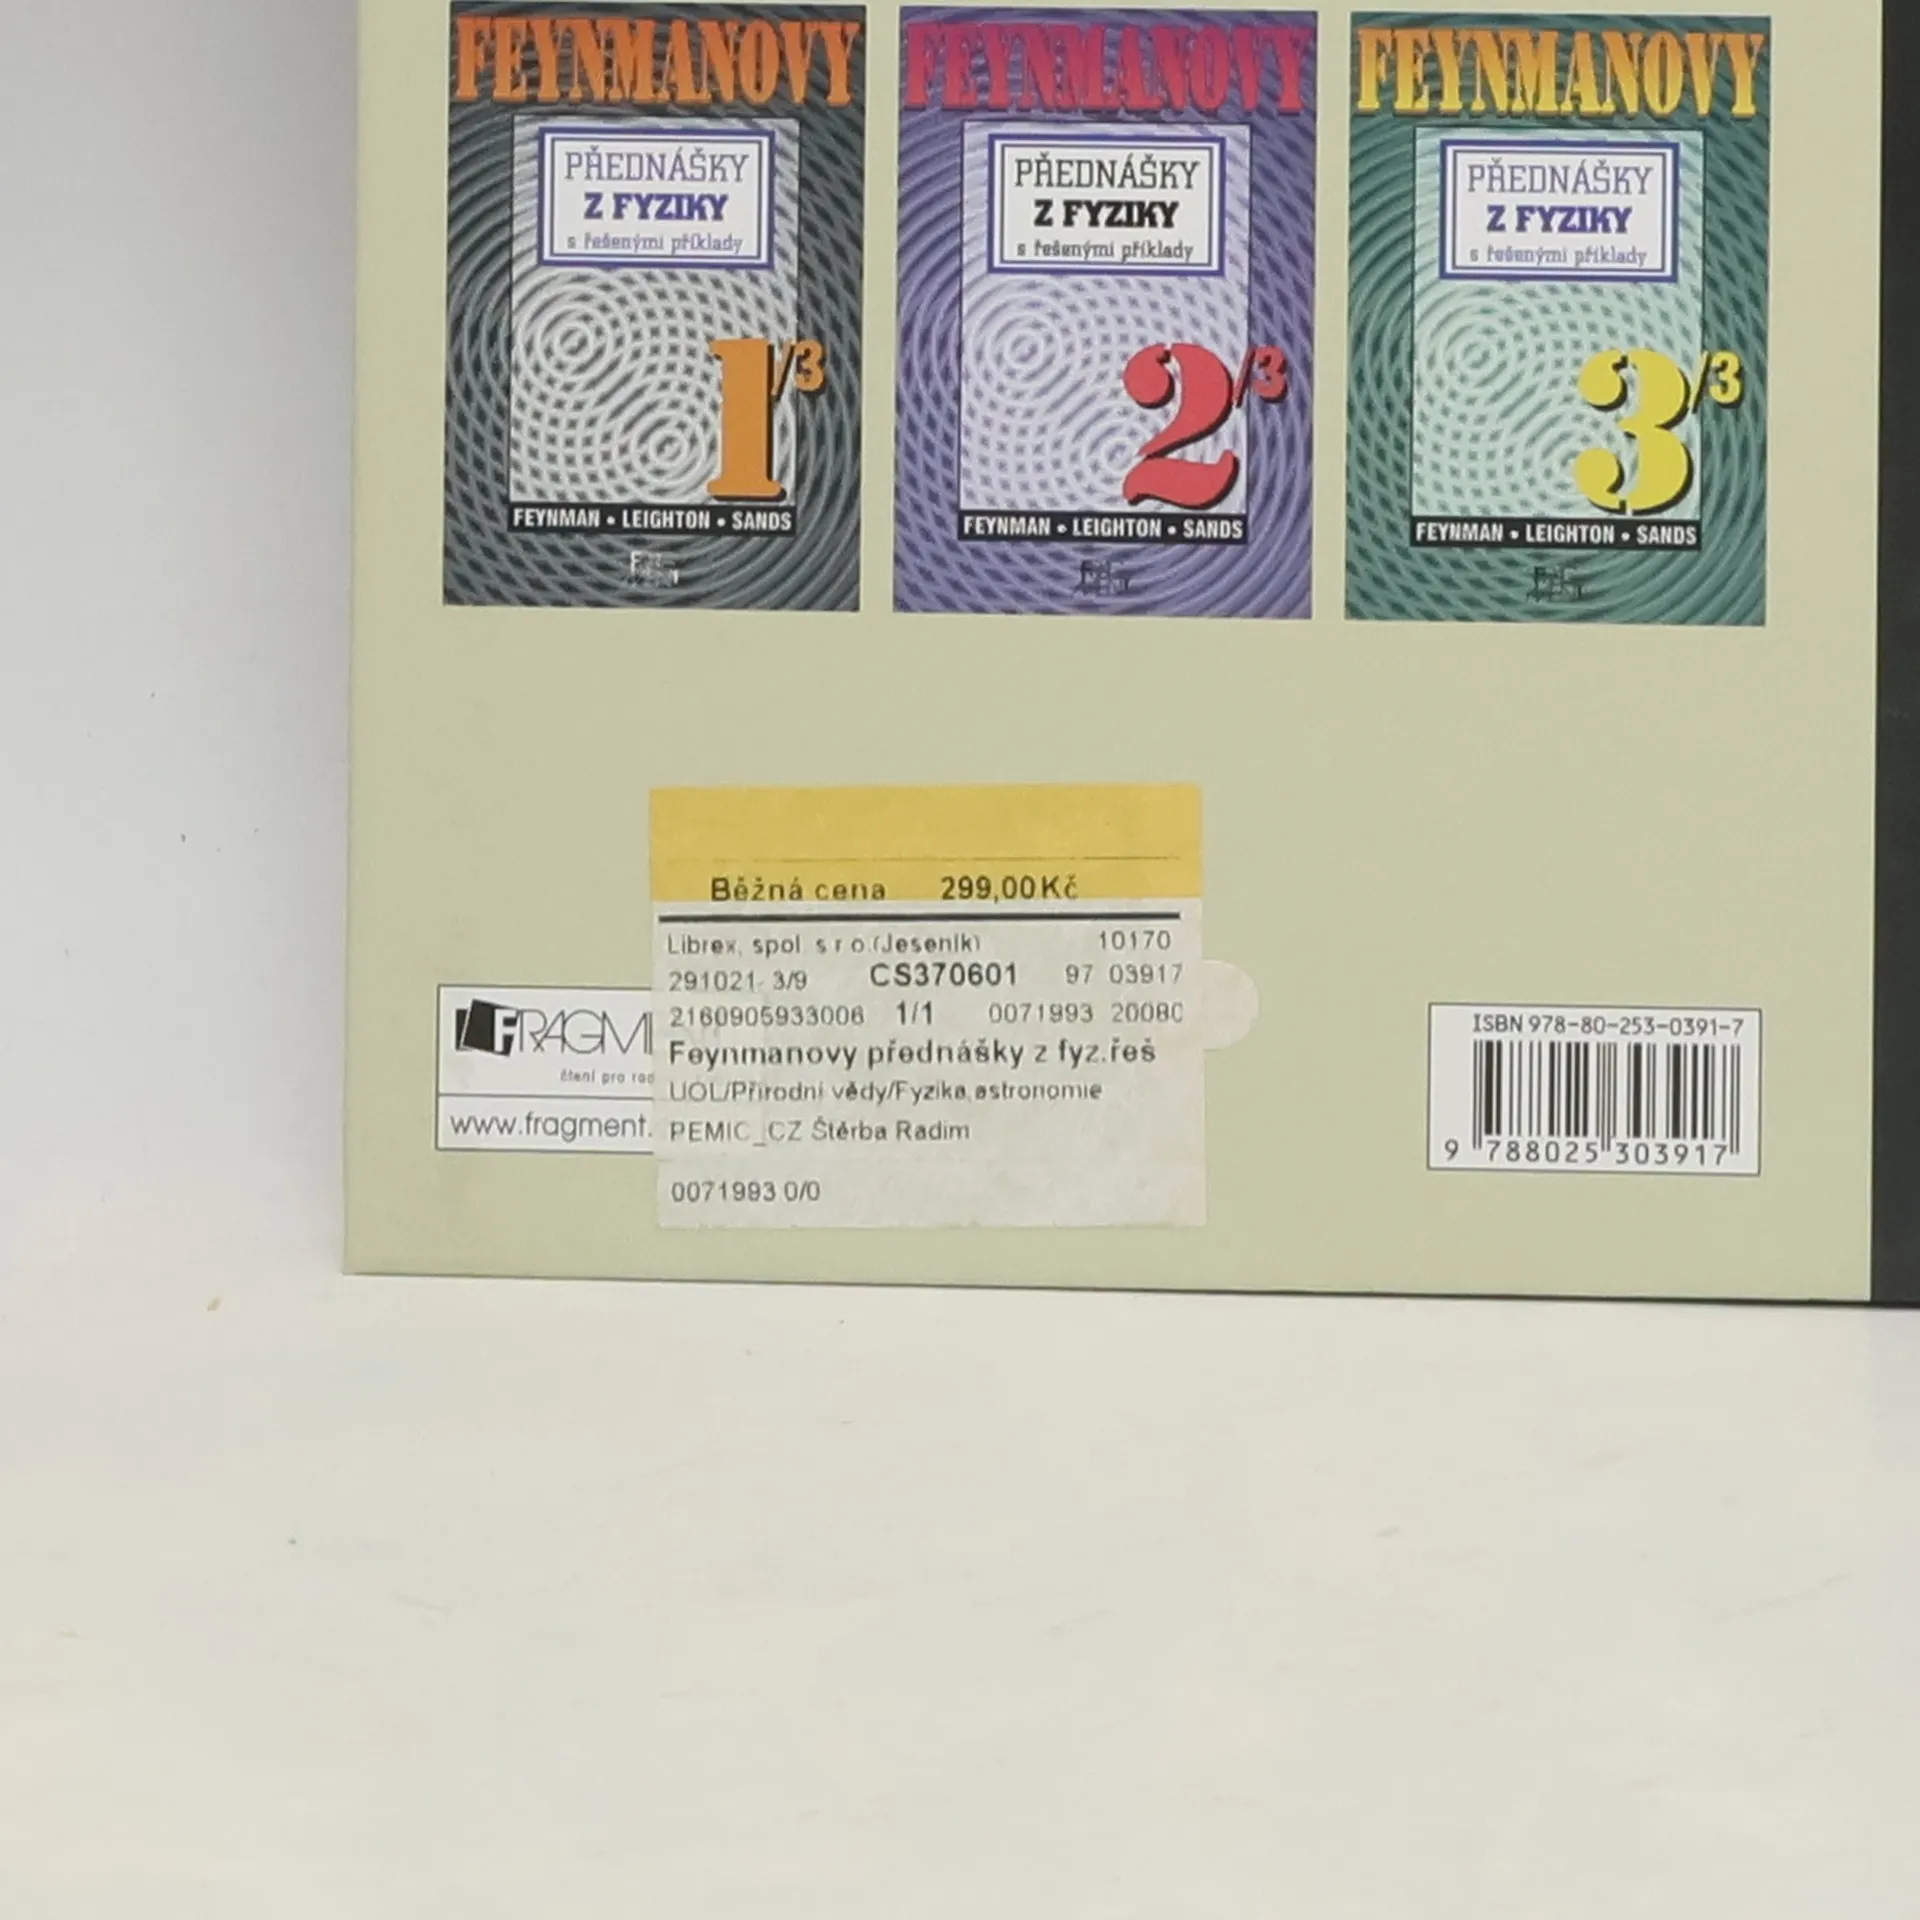 FEYNMANOVY
PŘEDNÁŠKY
Z FYZIKY
s řešenými příklady
1/3
FEYNMAN • LEIGHTON • SANDS
FEYNMANOVY
PŘEDNÁŠKY
Z FYZIKY
s řešenými příklady
2/3
FEYNMAN • LEIGHTON • SANDS
FEYNMANOVY
PŘEDNÁŠKY
Z FYZIKY
s řešenými příklady
3/3
FEYNMAN • LEIGHTON • SANDS
Běžná cena 299,00Kč
Librex, spol. s r o.(Jeseník) 10170
291021- 3/9 CS370601 97 03917
2160905933006 1/1 0071993 20080
Feynmanovy přednášky z fyz.řeš
UOL/Přírodní vědy/Fyzika,astronomie
PEMIC_CZ Štěrba Radim
0071993 0/0
FRAGM
čtení pro
www.fragment.
ISBN 978-80-253-0391-7
9 788025 303917